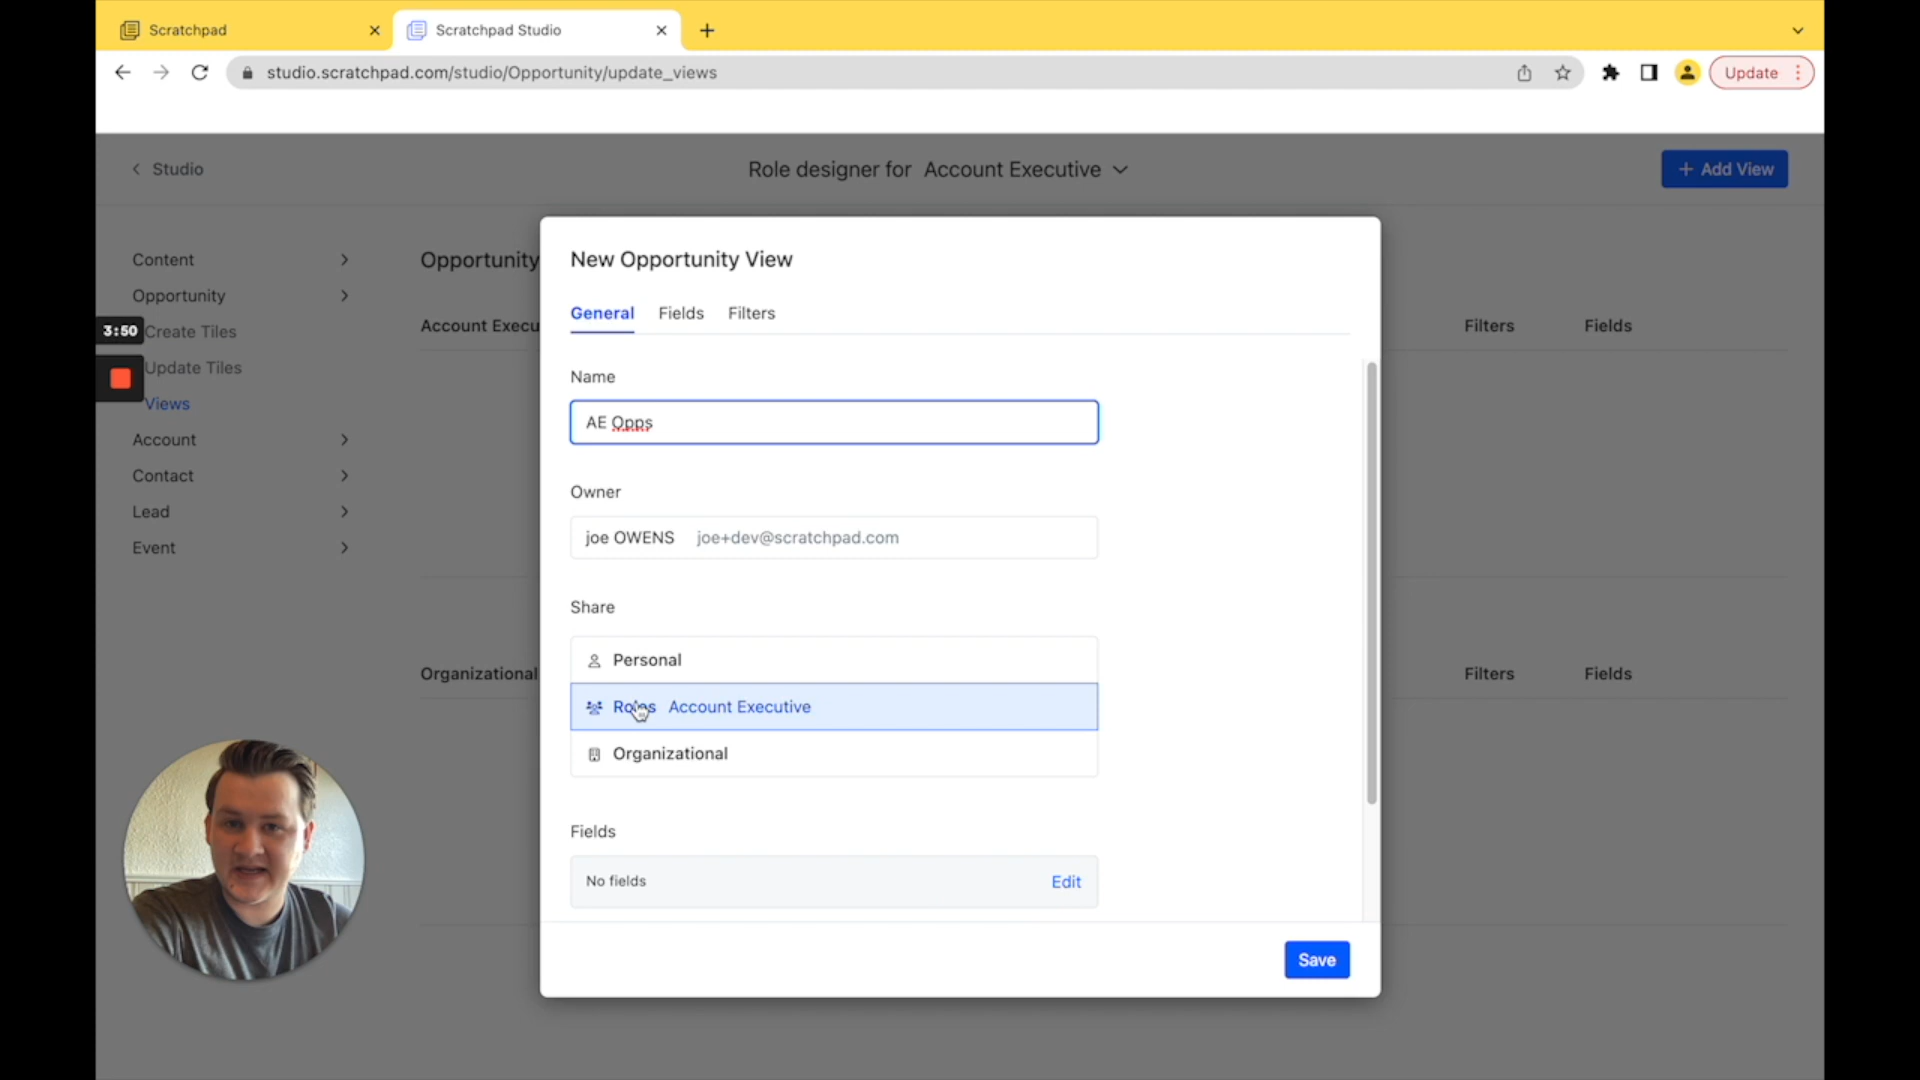 Scratchpad
Scratchpad Studio
studio.scratchpad.com/studio/Opportunity/update_views
Update
Studio
Role designer for Account Executive
+ Add View
Content
Opportunity
Create Tiles
Update Tiles
Views
Account
Contact
Lead
Event
3:50
Opportunity
Account Execu
Filters Fields
Organizational
Filters Fields
New Opportunity View
General Fields Filters
Name
AE Opps
Owner
joe OWENS joe+dev@scratchpad.com
Share
Personal
Roles Account Executive
Organizational
Fields
No fields Edit
Save